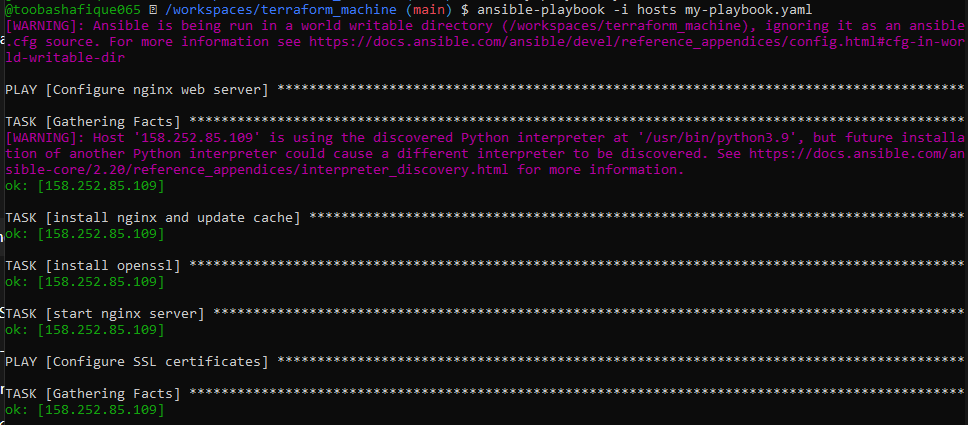 @toobashafique065 /workspaces/terraform_machine (main) $ ansible-playbook -i hosts my-playbook.yaml
[WARNING]: Ansible is being run in a world writable directory (/workspaces/terraform_machine), ignoring it as an ansible
.cfg source. For more information see https://docs.ansible.com/ansible/devel/reference_appendices/config.html#cfg-in-wor
ld-writable-dir
PLAY [Configure nginx web server] **************************************************************************************
TASK [Gathering Facts] *************************************************************************************************
[WARNING]: Host '158.252.85.109' is using the discovered Python interpreter at '/usr/bin/python3.9', but future installa
tion of another Python interpreter could cause a different interpreter to be discovered. See https://docs.ansible.com/an
sible-core/2.20/reference_appendices/interpreter_discovery.html for more information.
ok: [158.252.85.109]
TASK [install nginx and update cache] **********************************************************************************
ok: [158.252.85.109]
TASK [install openssl] *************************************************************************************************
ok: [158.252.85.109]
TASK [start nginx server] **********************************************************************************************
ok: [158.252.85.109]
PLAY [Configure SSL certificates] **************************************************************************************
TASK [Gathering Facts] *************************************************************************************************
ok: [158.252.85.109]